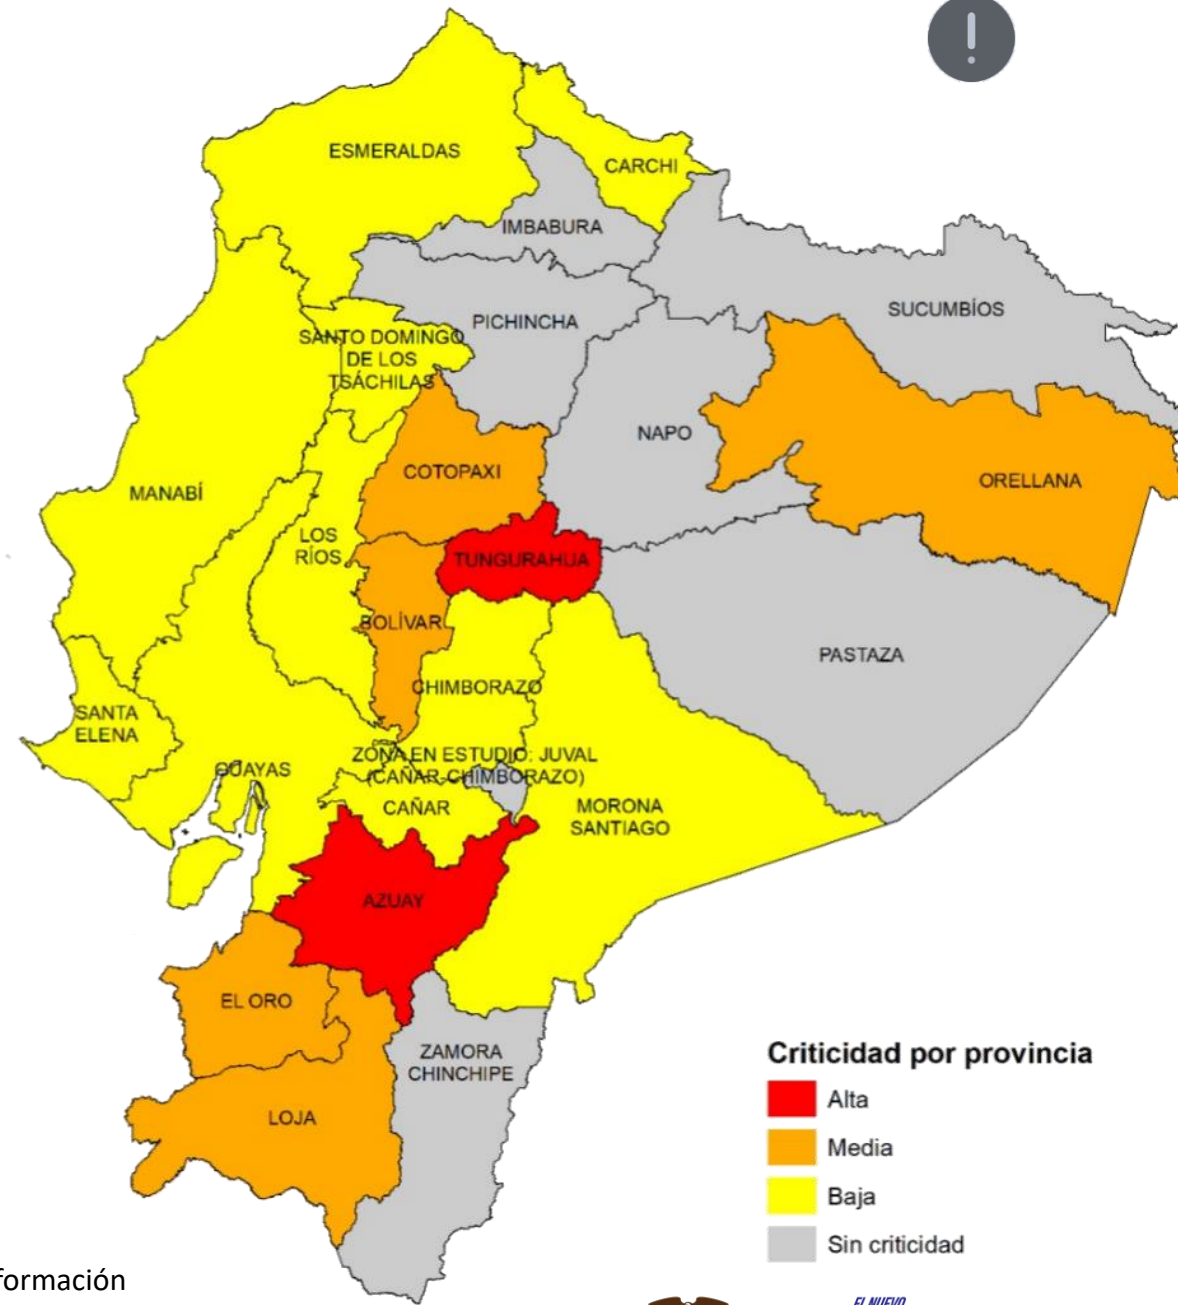 !
ESMERALDAS
CARCHI
IMBABURA
SUCUMBÍOS
PICHINCHA
SANTO DOMINGO
DE LOS
TSÁCHILAS
NAPO
COTOPAXI
ORELLANA
MANABÍ
LOS
RÍOS
TUNGURAHUA
BOLÍVAR
PASTAZA
CHIMBORAZO
SANTA
ELENA
ZONA EN ESTUDIO: JUVAL
(CAÑAR-CHIMBORAZO)
GUAYAS
CAÑAR
MORONA
SANTIAGO
AZUAY
EL ORO
ZAMORA
CHINCHIPE
LOJA
Criticidad por provincia
Alta
Media
Baja
Sin criticidad
formación
EL NUEVO